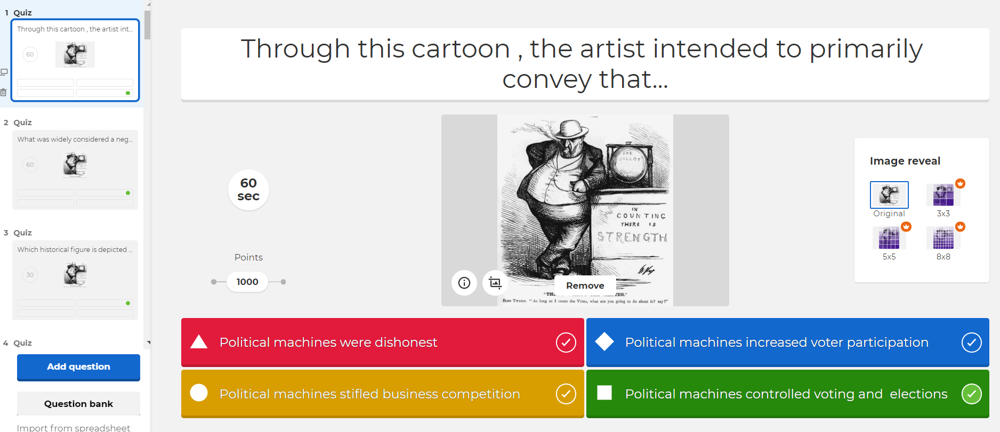 1 Quiz
Through this cartoon , the artist int...
60
2 Quiz
What was widely considered a neg...
60
3 Quiz
Which historical figure is depicted ...
30
4 Quiz
Add question
Question bank
Import from spreadsheet
Through this cartoon , the artist intended to primarily
convey that...
60
sec
Points
1000
THE
BALLOT
IN
COUNTING
THERE IS
STRENGTH
Remove
Boss Tweed. "As long as I count the Votes, what are you going to do about it? say?"
Image reveal
Original
3x3
5x5
8x8
Political machines were dishonest
Political machines increased voter participation
Political machines stifled business competition
Political machines controlled voting and elections